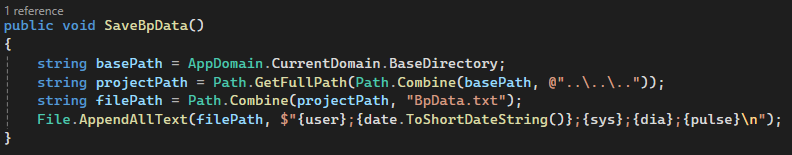 1 reference
public void SaveBpData()
{
string basePath = AppDomain.CurrentDomain.BaseDirectory;
string projectPath = Path.GetFullPath(Path.Combine(basePath, @"..\..\.."));
string filePath = Path.Combine(projectPath, "BpData.txt");
File.AppendAllText(filePath, $"{user};{date.ToShortDateString()};{sys};{dia};{pulse}\n");
}